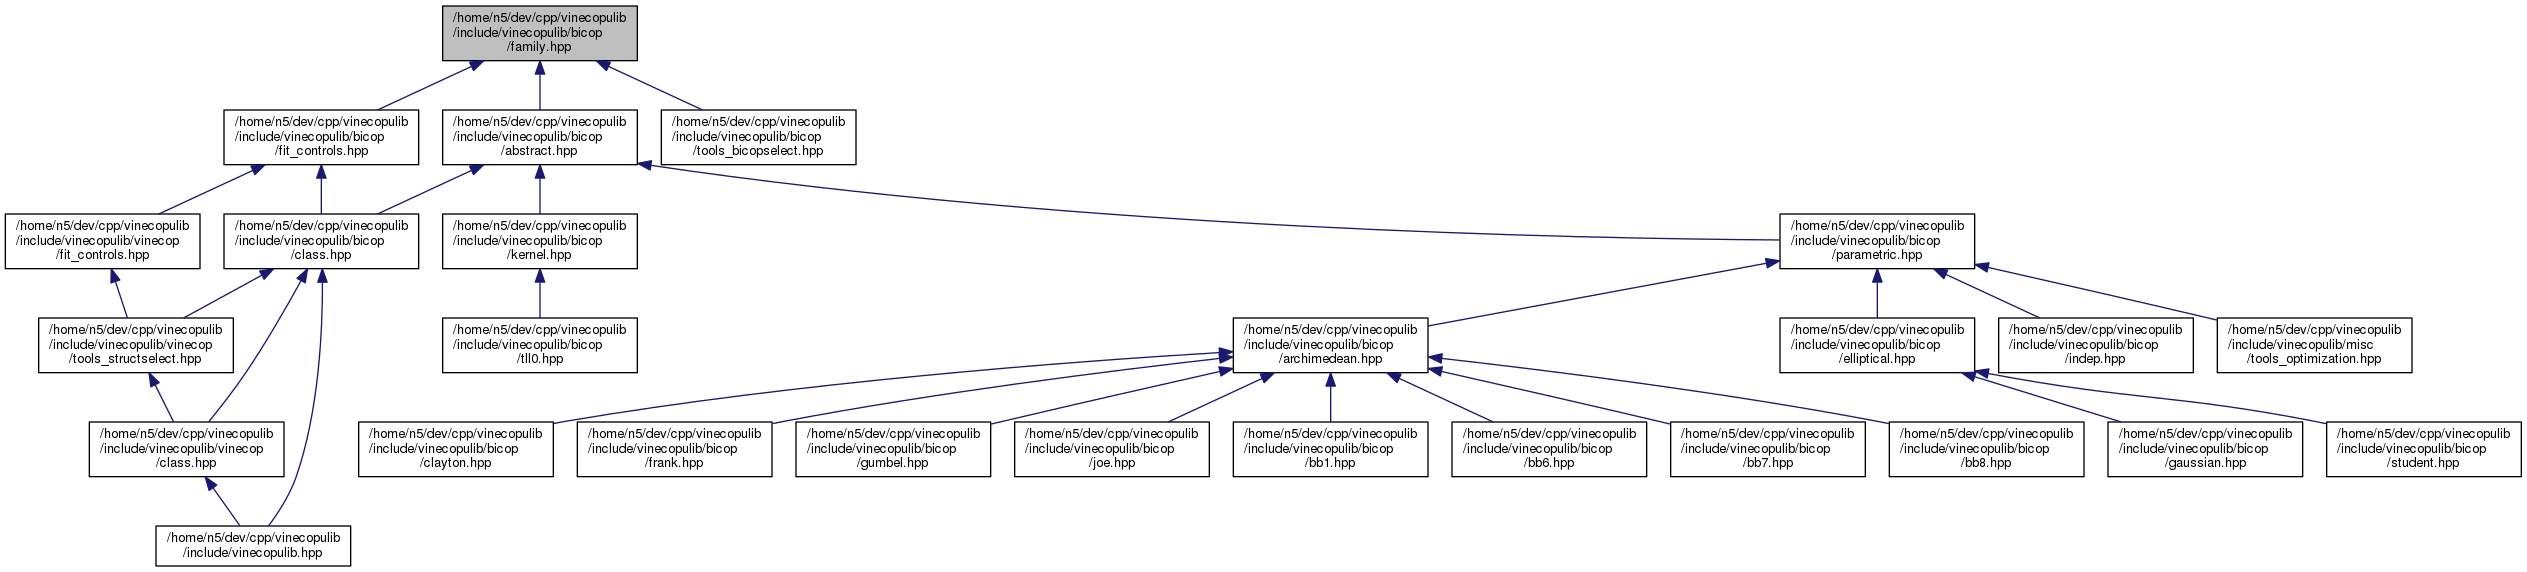 /home/n5/dev/cpp/vinecopulib
/include/vinecopulib/bicop
/family.hpp
/home/n5/dev/cpp/vinecopulib
/include/vinecopulib/bicop
/fit_controls.hpp
/home/n5/dev/cpp/vinecopulib
/include/vinecopulib/bicop
/abstract.hpp
/home/n5/dev/cpp/vinecopulib
/include/vinecopulib/bicop
/tools_bicopselect.hpp
/home/n5/dev/cpp/vinecopulib
/include/vinecopulib/vinecop
/fit_controls.hpp
/home/n5/dev/cpp/vinecopulib
/include/vinecopulib/bicop
/class.hpp
/home/n5/dev/cpp/vinecopulib
/include/vinecopulib/bicop
/kernel.hpp
/home/n5/dev/cpp/vinecopulib
/include/vinecopulib/bicop
/parametric.hpp
/home/n5/dev/cpp/vinecopulib
/include/vinecopulib/vinecop
/tools_structselect.hpp
/home/n5/dev/cpp/vinecopulib
/include/vinecopulib/bicop
/tll0.hpp
/home/n5/dev/cpp/vinecopulib
/include/vinecopulib/bicop
/archimedean.hpp
/home/n5/dev/cpp/vinecopulib
/include/vinecopulib/bicop
/elliptical.hpp
/home/n5/dev/cpp/vinecopulib
/include/vinecopulib/bicop
/indep.hpp
/home/n5/dev/cpp/vinecopulib
/include/vinecopulib/misc
/tools_optimization.hpp
/home/n5/dev/cpp/vinecopulib
/include/vinecopulib/vinecop
/class.hpp
/home/n5/dev/cpp/vinecopulib
/include/vinecopulib/bicop
/clayton.hpp
/home/n5/dev/cpp/vinecopulib
/include/vinecopulib/bicop
/frank.hpp
/home/n5/dev/cpp/vinecopulib
/include/vinecopulib/bicop
/gumbel.hpp
/home/n5/dev/cpp/vinecopulib
/include/vinecopulib/bicop
/joe.hpp
/home/n5/dev/cpp/vinecopulib
/include/vinecopulib/bicop
/bb1.hpp
/home/n5/dev/cpp/vinecopulib
/include/vinecopulib/bicop
/bb6.hpp
/home/n5/dev/cpp/vinecopulib
/include/vinecopulib/bicop
/bb7.hpp
/home/n5/dev/cpp/vinecopulib
/include/vinecopulib/bicop
/bb8.hpp
/home/n5/dev/cpp/vinecopulib
/include/vinecopulib/bicop
/gaussian.hpp
/home/n5/dev/cpp/vinecopulib
/include/vinecopulib/bicop
/student.hpp
/home/n5/dev/cpp/vinecopulib
/include/vinecopulib.hpp